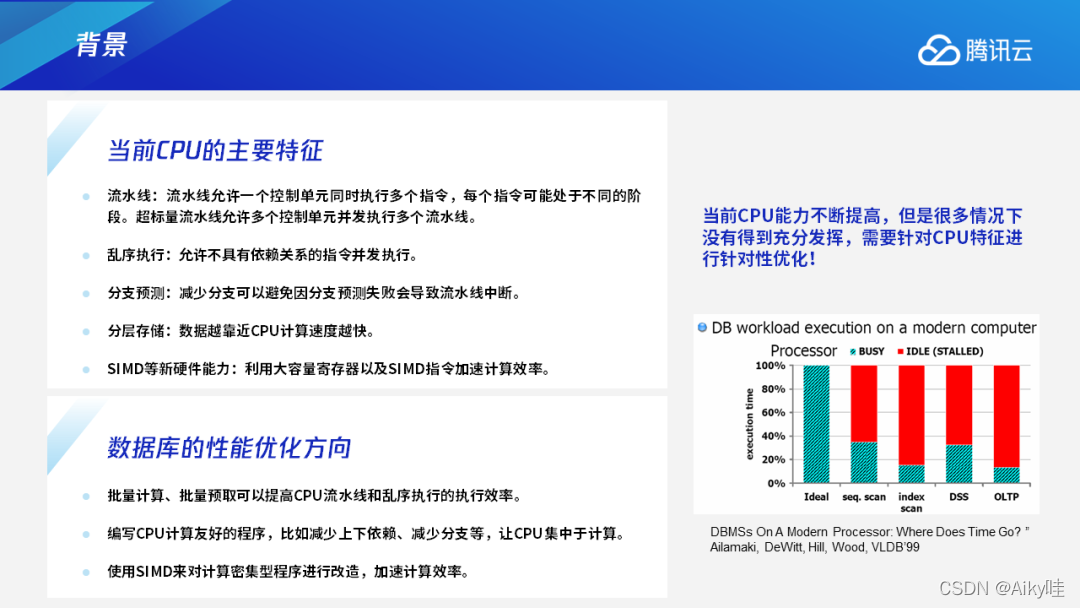 背景
腾讯云
当前CPU的主要特征
流水线：流水线允许一个控制单元同时执行多个指令，每个指令可能处于不同的阶
段。超标量流水线允许多个控制单元并发执行多个流水线。
乱序执行：允许不具有依赖关系的指令并发执行。
分支预测：减少分支可以避免因分支预测失败会导致流水线中断。
分层存储：数据越靠近CPU计算速度越快。
SIMD等新硬件能力：利用大容量寄存器以及SIMD指令加速计算效率。
数据库的性能优化方向
批量计算、批量预取可以提高CPU流水线和乱序执行的执行效率。
编写CPU计算友好的程序，比如减少上下依赖、减少分支等，让CPU集中于计算。
使用SIMD来对计算密集型程序进行改造，加速计算效率。
当前CPU能力不断提高，但是很多情况下
没有得到充分发挥，需要针对CPU特征进
行针对性优化！
DB workload execution on a modern computer
Processor BUSY IDLE (STALLED)
100%
80%
60%
40%
20%
0%
execution time
Ideal seq. scan index scan DSS OLTP
DBMSs On A Modern Processor: Where Does Time Go? ”
Ailamaki, DeWitt, Hill, Wood, VLDB’99
CSDN @Aiky哇